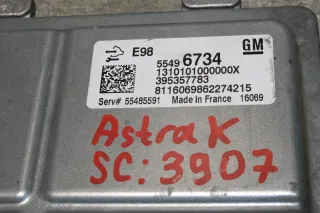 E98
GM
5549 6734
1310101000000X
395357783
8116069862274215
Serv# 55485591 Made in France 16069
Astra K
SC: 3907